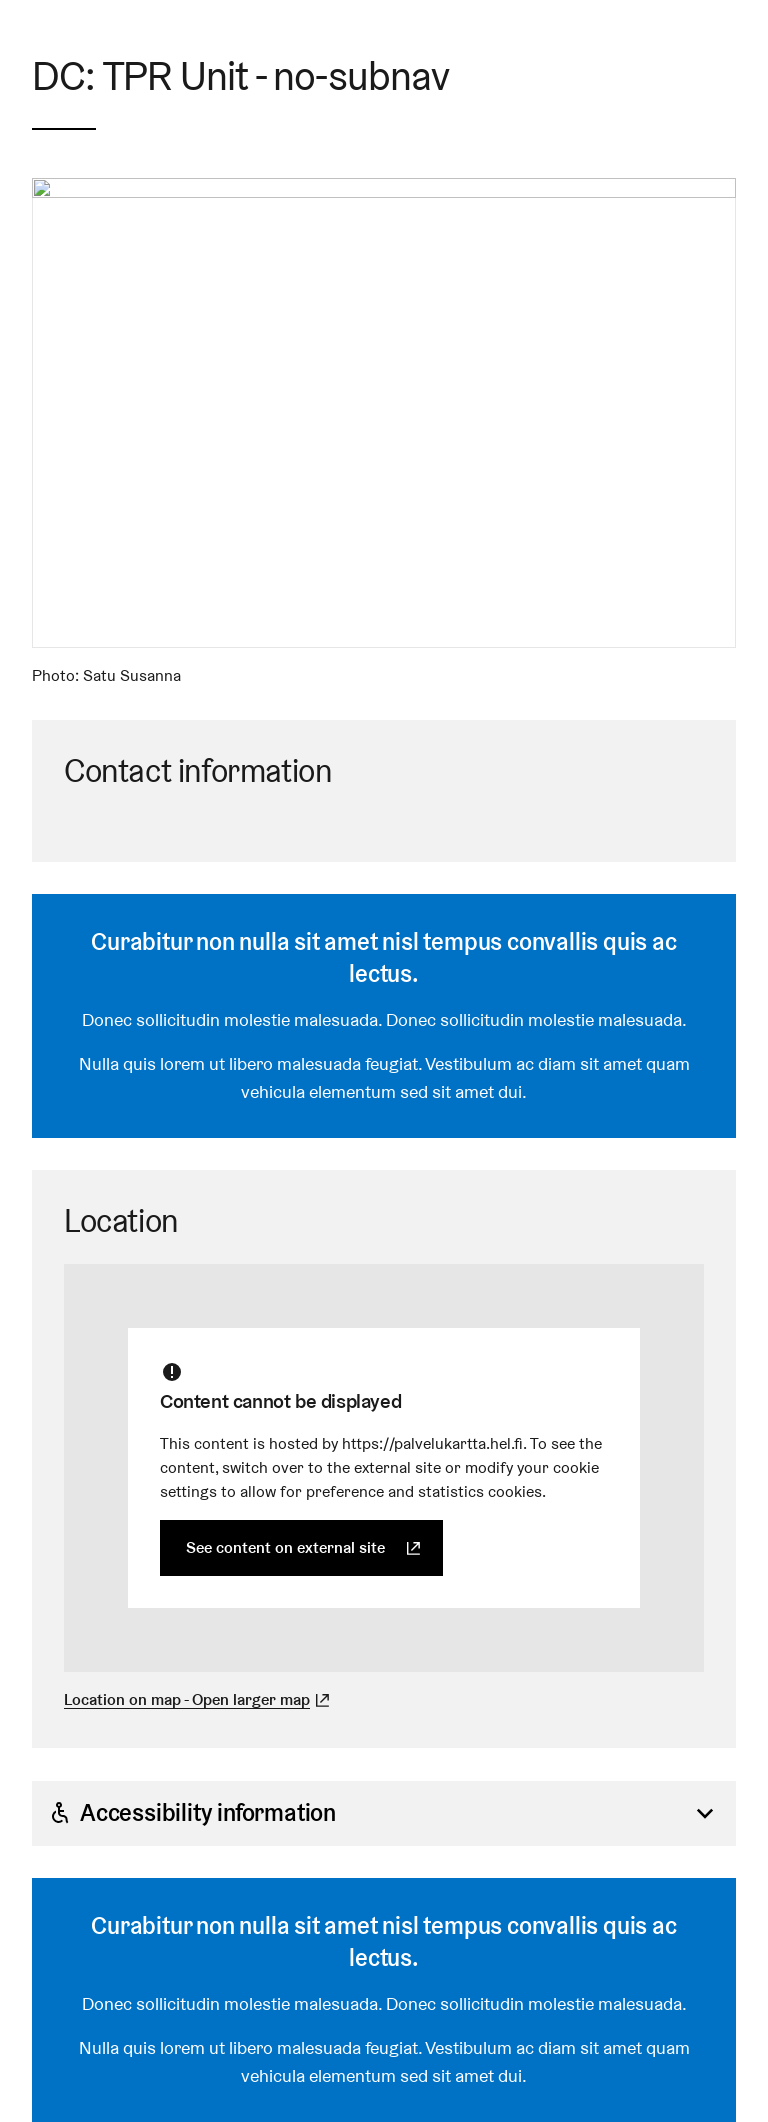 DC: TPR Unit - no-subnav
Photo: Satu Susanna
Contact information
Curabitur non nulla sit amet nisl tempus convallis quis ac
lectus.
Donec sollicitudin molestie malesuada. Donec sollicitudin molestie malesuada.
Nulla quis lorem ut libero malesuada feugiat. Vestibulum ac diam sit amet quam
vehicula elementum sed sit amet dui.
Location
Content cannot be displayed
This content is hosted by https://palvelukartta.hel.fi. To see the
content, switch over to the external site or modify your cookie
settings to allow for preference and statistics cookies.
See content on external site
Location on map - Open larger map
Accessibility information
Curabitur non nulla sit amet nisl tempus convallis quis ac
lectus.
Donec sollicitudin molestie malesuada. Donec sollicitudin molestie malesuada.
Nulla quis lorem ut libero malesuada feugiat. Vestibulum ac diam sit amet quam
vehicula elementum sed sit amet dui.